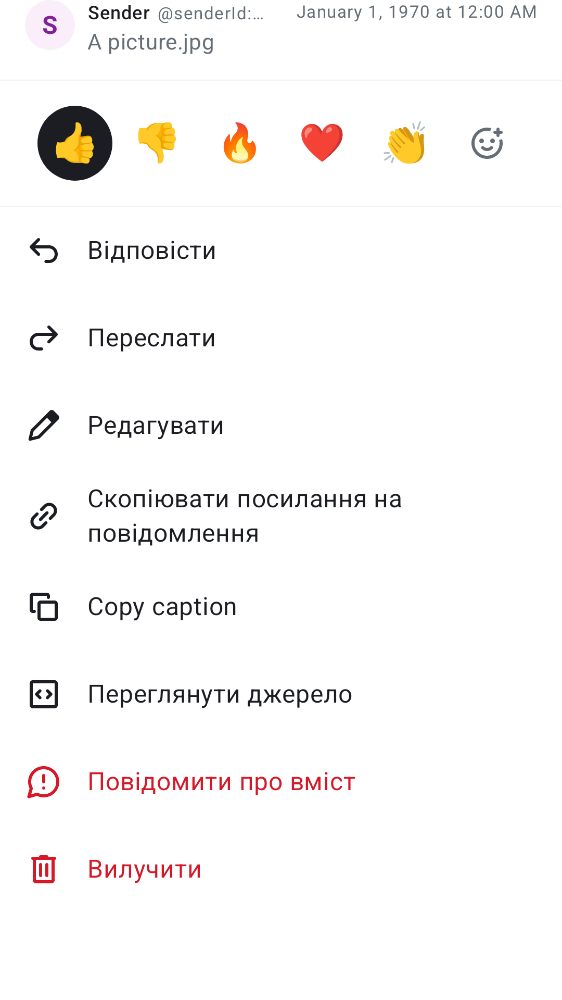 S
Sender @senderId:… January 1, 1970 at 12:00 AM
A picture.jpg
Відповісти
Переслати
Редагувати
Скопіювати посилання на
повідомлення
Copy caption
Переглянути джерело
Повідомити про вміст
Вилучити